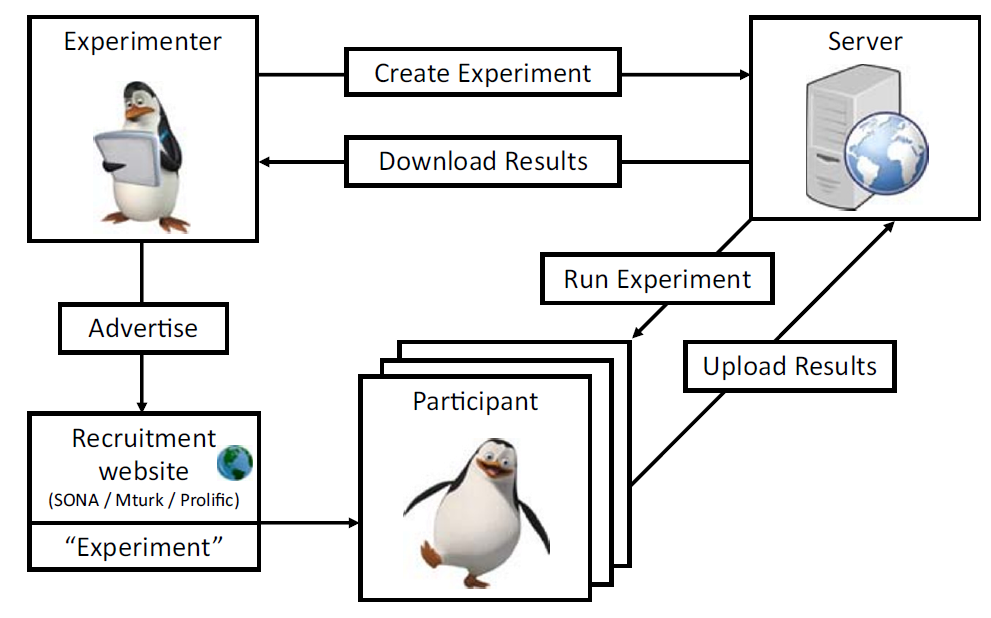 Experimenter
Server
Create Experiment
Download Results
Run Experiment
Advertise
Upload Results
Participant
Recruitment
website
(SONA / Mturk / Prolific)
“Experiment”